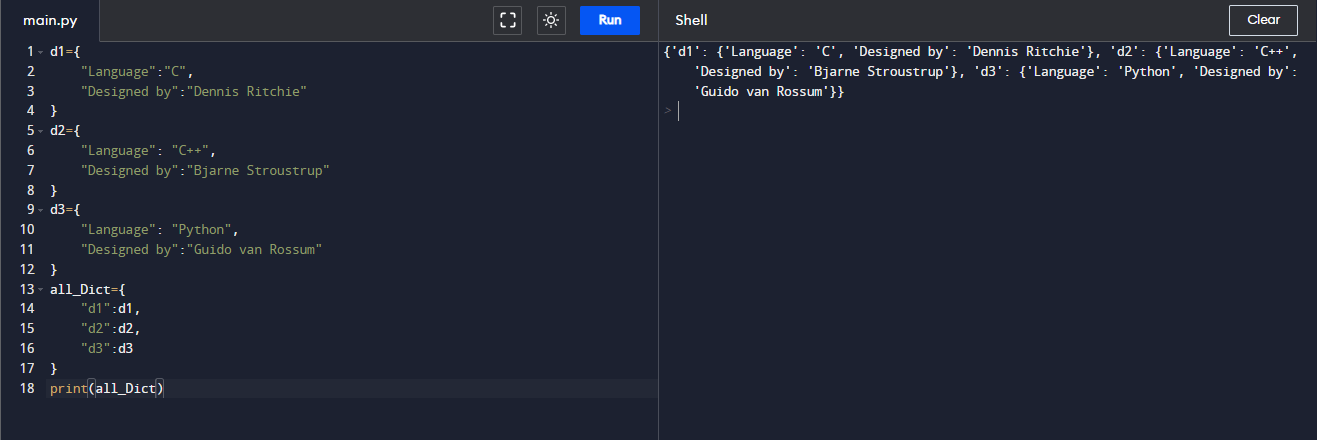 main.py
Run
Shell
Clear
1 d1={
2     "Language":"C",
3     "Designed by":"Dennis Ritchie"
4 }
5 d2={
6     "Language": "C++",
7     "Designed by":"Bjarne Stroustrup"
8 }
9 d3={
10     "Language": "Python",
11     "Designed by":"Guido van Rossum"
12 }
13 all_Dict={
14     "d1":d1,
15     "d2":d2,
16     "d3":d3
17 }
18 print(all_Dict)
{'d1': {'Language': 'C', 'Designed by': 'Dennis Ritchie'}, 'd2': {'Language': 'C++',
'Designed by': 'Bjarne Stroustrup'}, 'd3': {'Language': 'Python', 'Designed by':
'Guido van Rossum'}}
>